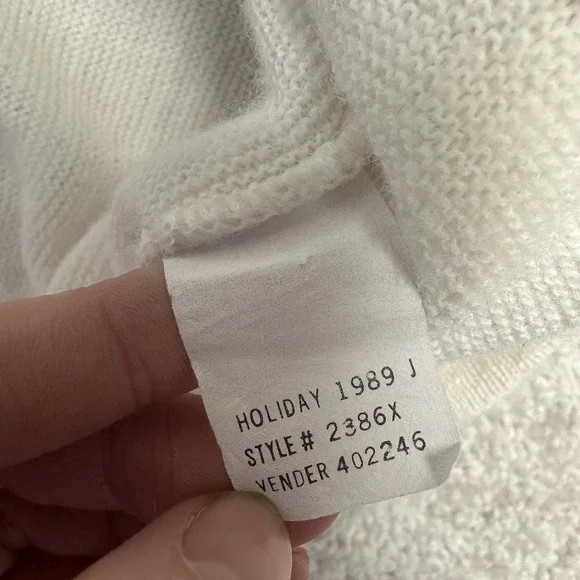 HOLIDAY 1989 J
STYLE # 2386X
VENDER 402246